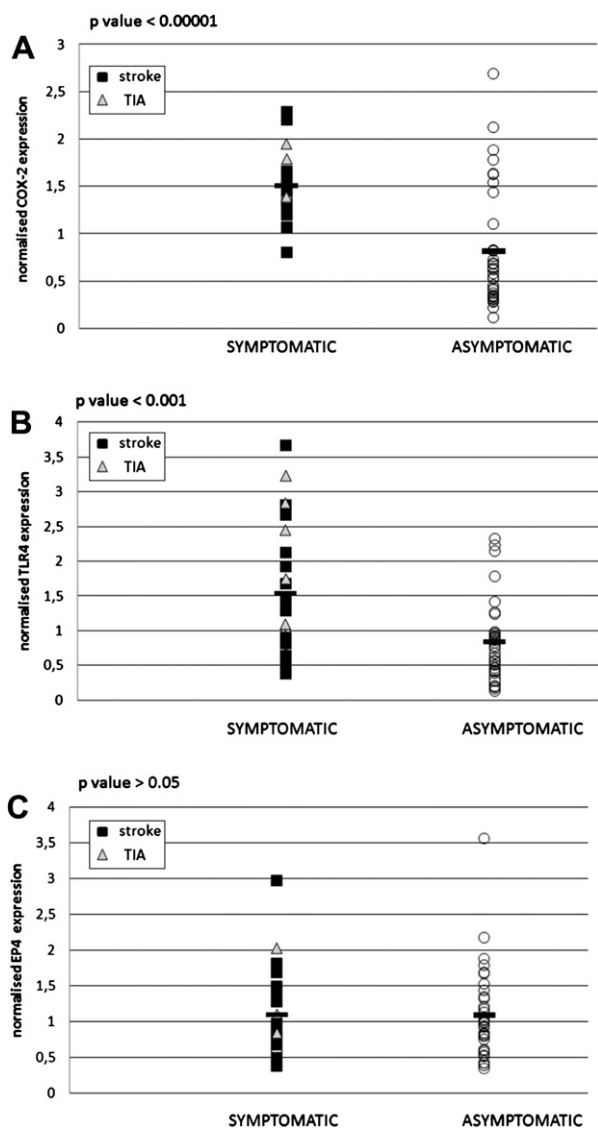 A
p value < 0.00001
normalised COX-2 expression
3
2,5
2
1,5
1
0,5
0
stroke
TIA
SYMPTOMATIC ASYMPTOMATIC
B
p value < 0.001
normalised TLR4 expression
4
3,5
3
2,5
2
1,5
1
0,5
0
stroke
TIA
SYMPTOMATIC ASYMPTOMATIC
C
p value > 0.05
normalised EP4 expression
4
3,5
3
2,5
2
1,5
1
0,5
0
stroke
TIA
SYMPTOMATIC ASYMPTOMATIC